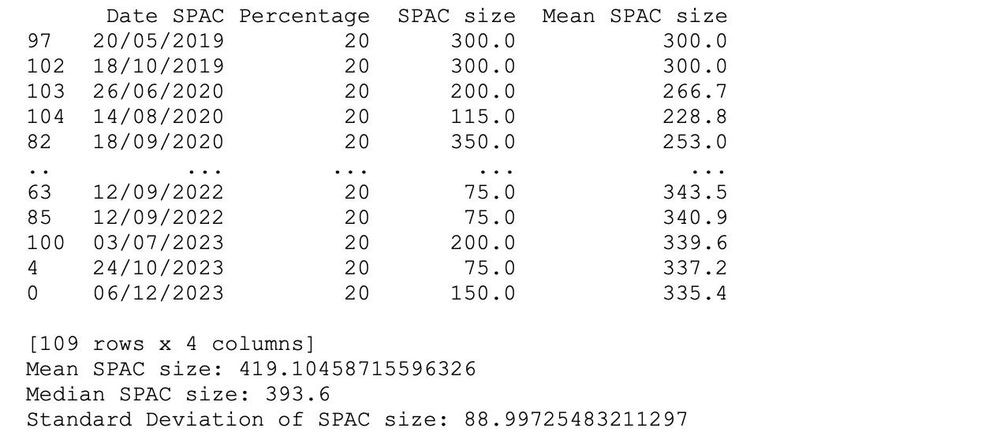 Date SPAC Percentage SPAC size Mean SPAC size
97 20/05/2019 20 300.0 300.0
102 18/10/2019 20 300.0 300.0
103 26/06/2020 20 200.0 266.7
104 14/08/2020 20 115.0 228.8
82 18/09/2020 20 350.0 253.0
.. ... ... ... ...
63 12/09/2022 20 75.0 343.5
85 12/09/2022 20 75.0 340.9
100 03/07/2023 20 200.0 339.6
4 24/10/2023 20 75.0 337.2
0 06/12/2023 20 150.0 335.4
[109 rows x 4 columns]
Mean SPAC size: 419.10458715596326
Median SPAC size: 393.6
Standard Deviation of SPAC size: 88.99725483211297